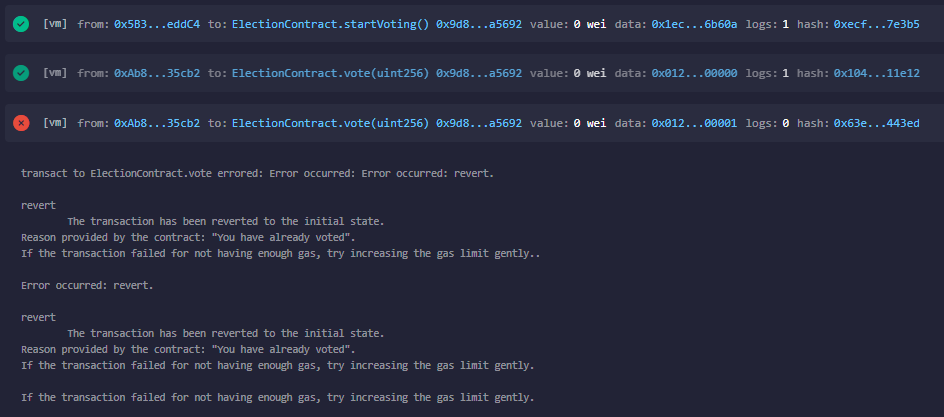 [vm] from: 0x5B3...eddC4 to: ElectionContract.startVoting() 0x9d8...a5692 value: 0 wei data: 0x1ec...6b60a logs: 1 hash: 0xecf...7e3b5
[vm] from: 0xAb8...35cb2 to: ElectionContract.vote(uint256) 0x9d8...a5692 value: 0 wei data: 0x012...00000 logs: 1 hash: 0x104...11e12
[vm] from: 0xAb8...35cb2 to: ElectionContract.vote(uint256) 0x9d8...a5692 value: 0 wei data: 0x012...00001 logs: 0 hash: 0x63e...443ed
transact to ElectionContract.vote errored: Error occurred: Error occurred: revert.
revert
The transaction has been reverted to the initial state.
Reason provided by the contract: "You have already voted".
If the transaction failed for not having enough gas, try increasing the gas limit gently..
Error occurred: revert.
revert
The transaction has been reverted to the initial state.
Reason provided by the contract: "You have already voted".
If the transaction failed for not having enough gas, try increasing the gas limit gently.
If the transaction failed for not having enough gas, try increasing the gas limit gently.